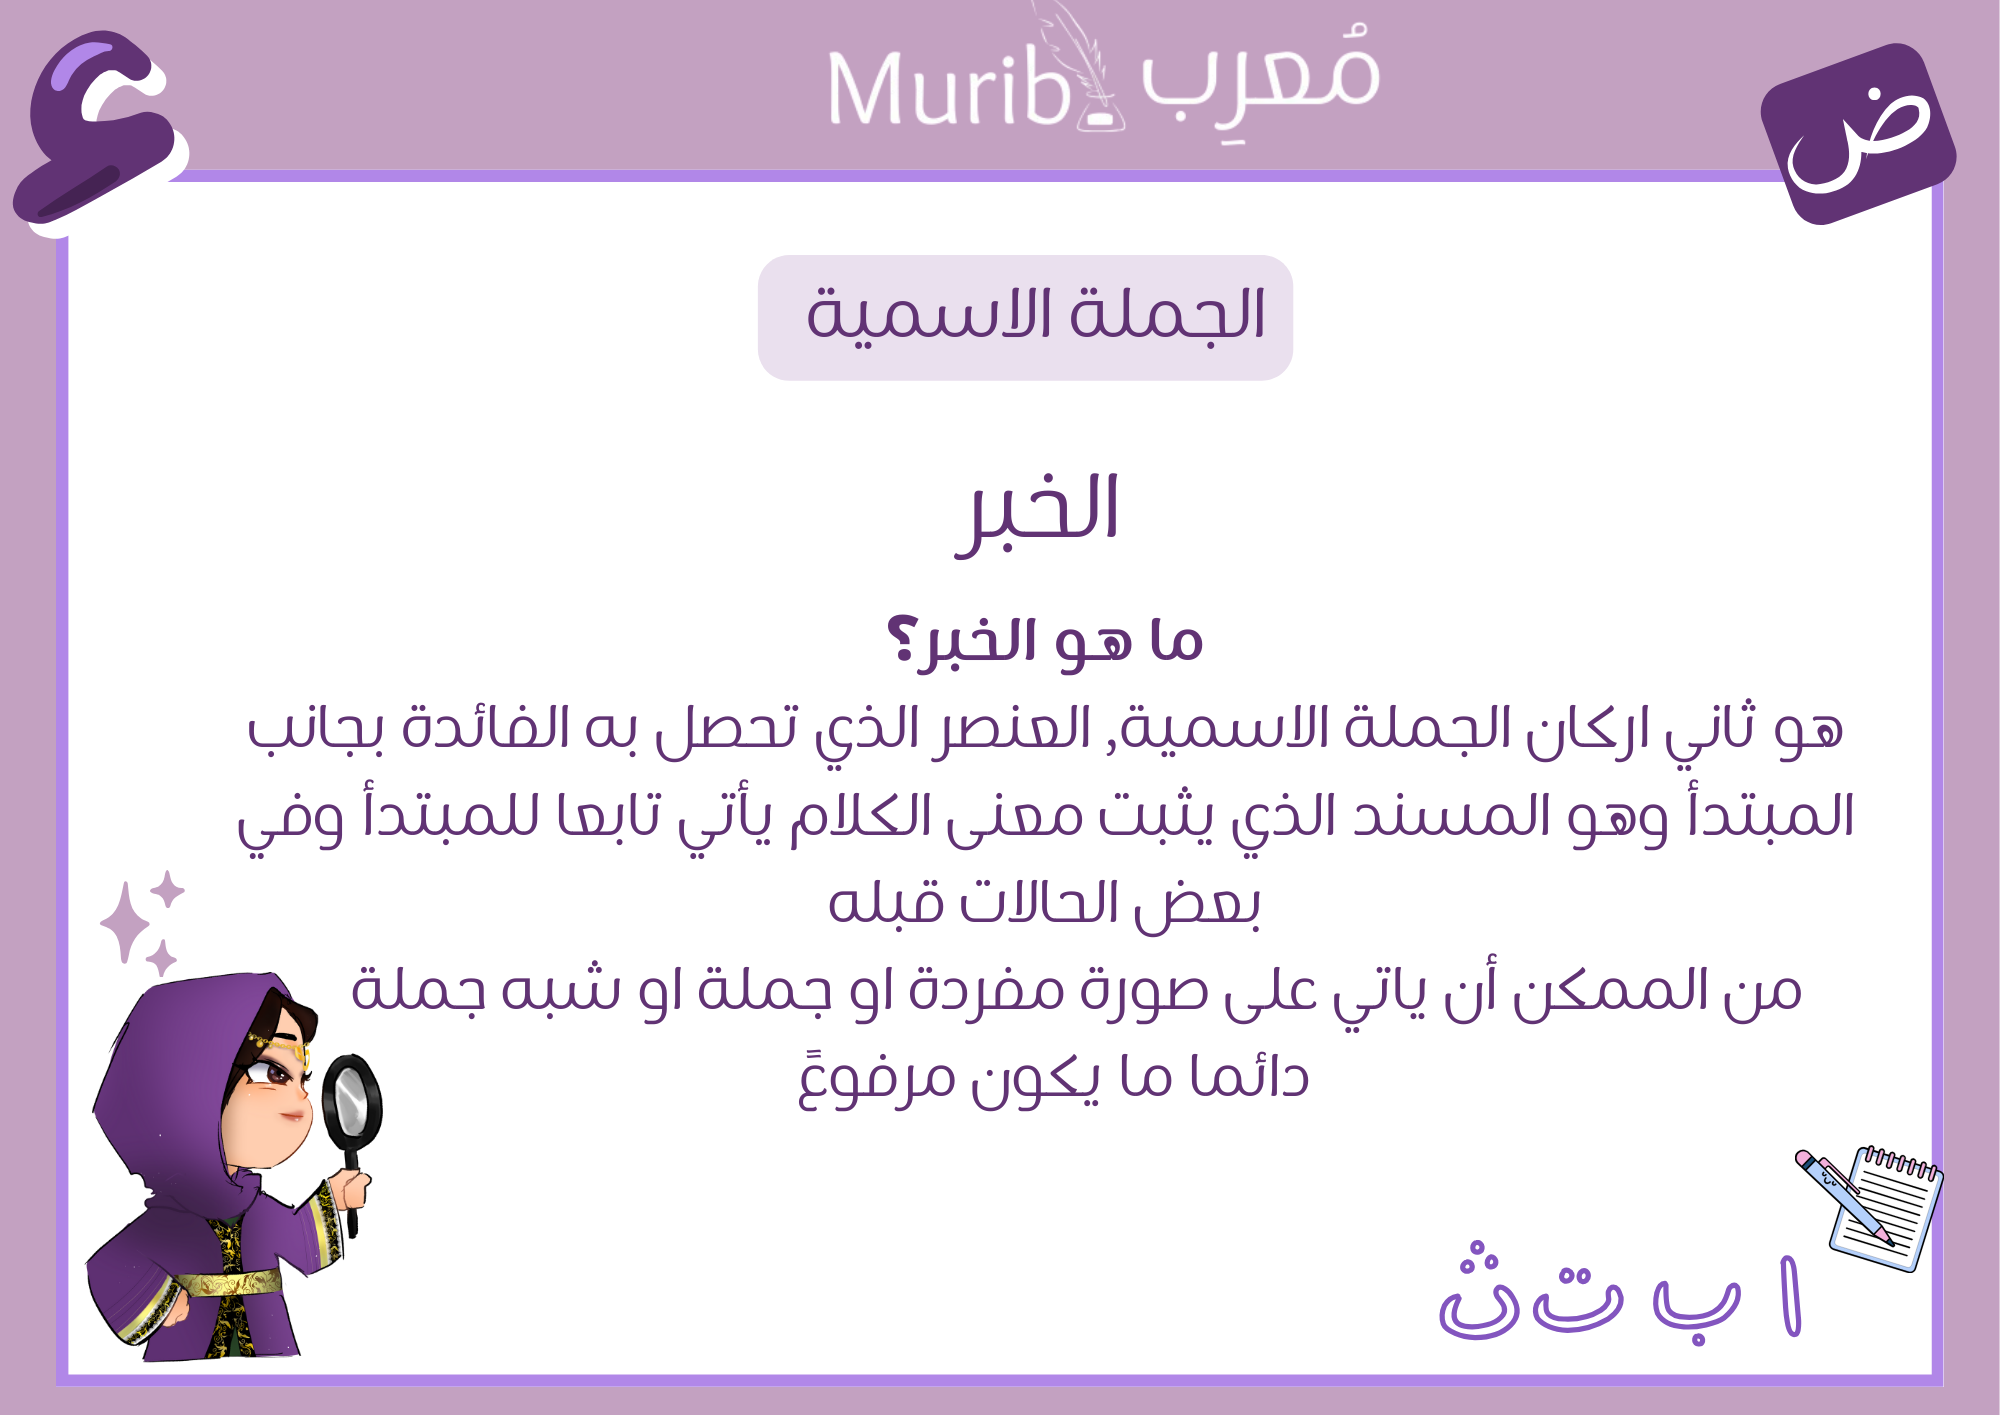 Murib مُعرِب
ع
ض
الجملة الاسمية
الخبر
ما هو الخبر؟
هو ثاني اركان الجملة الاسمية, العنصر الذي تحصل به الفائدة بجانب
المبتدأ وهو المسند الذي يثبت معنى الكلام يأتي تابعا للمبتدأ وفي
بعض الحالات قبله
من الممكن أن ياتي على صورة مفردة او جملة او شبه جملة
دائما ما يكون مرفوعً
ا ب ت ث